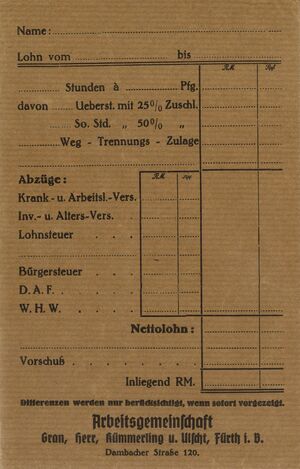 Name:
Lohn vom bis
RM. Rpf.
Stunden à Pfg.
davon Ueberst. mit 25% Zuschl.
So. Std. „ 50% „
Weg - Trennungs - Zulage
Abzüge: RM. Rpf.
Krank- u. Arbeitsl.-Vers.
Inv.- u. Alters-Vers.
Lohnsteuer
Bürgersteuer
D. A. F.
W. H. W.
Nettolohn:
Vorschuß
Inliegend RM.
Differenzen werden nur berücksichtigt, wenn sofort vorgezeigt.
Arbeitsgemeinschaft
Gran, Herr, Kümmerling u. Ulscht, Fürth i. B.
Dambacher Straße 120.